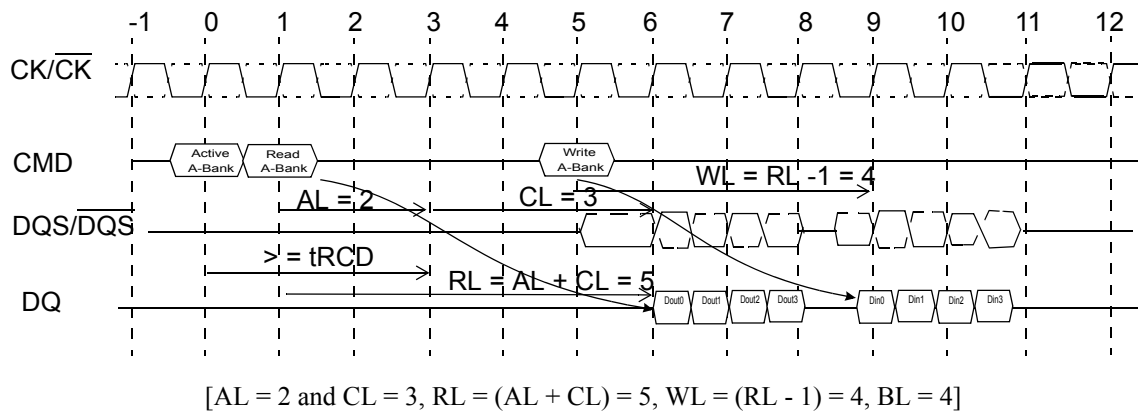 -1 0 1 2 3 4 5 6 7 8 9 10 11 12
CK/CK
CMD
Active A-Bank
Read A-Bank
Write A-Bank
WL = RL -1 = 4
AL = 2
CL = 3
DQS/DQS
> = tRCD
RL = AL + CL = 5
DQ
Dout0 Dout1 Dout2 Dout3 Din0 Din1 Din2 Din3
[AL = 2 and CL = 3, RL = (AL + CL) = 5, WL = (RL - 1) = 4, BL = 4]